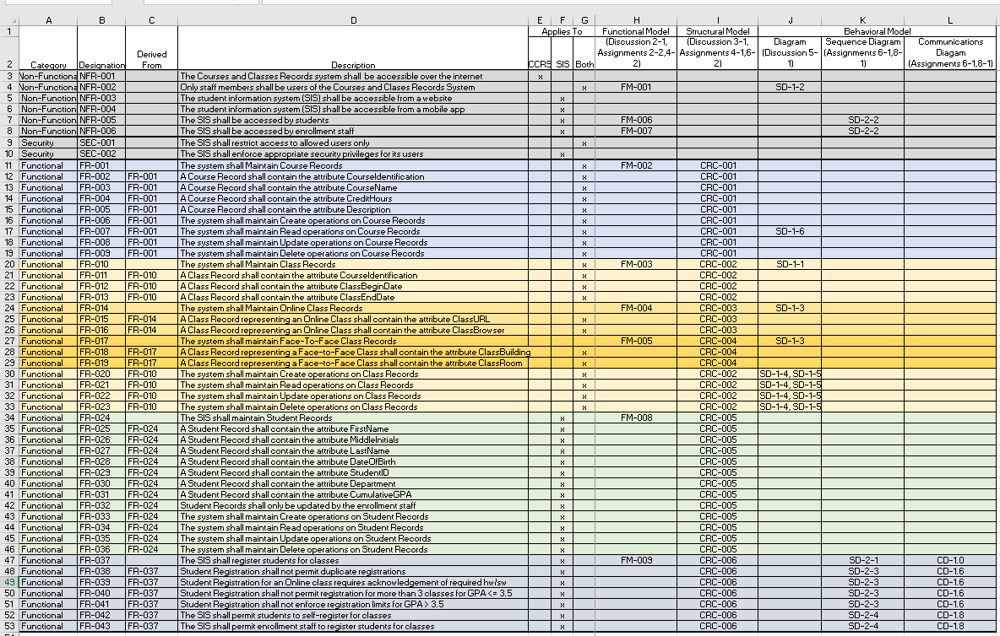 A B C D E F G H I J K L
1 Applies To Functional Model Structural Model Behavioral Model
2 Category Designation Derived From Description CCRS SIS Both (Discussion 2-1, Assignments 2-2,4-2) (Discussion 3-1, Assignments 4-1,6-2) Diagram (Discussion 5-1) Sequence Diagram (Assignments 6-1,8-1) Communications Diagam (Assignments 6-1,8-1)
3 Non-Functiona NFR-001 The Courses and Classes Records system shall be accessible over the internet x
4 Non-Functiona NFR-002 Only staff members shall be users of the Courses and Clases Records System x FM-001 SD-1-2
5 Non-Function NFR-003 The student information system (SIS) shall be accessible from a website x
6 Non-Function NFR-004 The student information system (SIS) shall be accessible from a mobile app x
7 Non-Function NFR-005 The SIS shall be accessed by students x FM-006 SD-2-2
8 Non-Function NFR-006 The SIS shall be accessed by enrollment staff x FM-007 SD-2-2
9 Security SEC-001 The SIS shall restrict access to allowed users only x
10 Security SEC-002 The SIS shall enforce appropriate security privileges for its users x
11 Functional FR-001 The system shall Maintain Course Records x FM-002 CRC-001
12 Functional FR-002 FR-001 A Course Record shall contain the attribute CourseIdentification x CRC-001
13 Functional FR-003 FR-001 A Course Record shall contain the attribute CourseName x CRC-001
14 Functional FR-004 FR-001 A Course Record shall contain the attribute CreditHours x CRC-001
15 Functional FR-005 FR-001 A Course Record shall contain the attribute Description x CRC-001
16 Functional FR-006 FR-001 The system shall maintain Create operations on Course Records x CRC-001
17 Functional FR-007 FR-001 The system shall maintain Read operations on Course Records x CRC-001 SD-1-6
18 Functional FR-008 FR-001 The system shall maintain Update operations on Course Records x CRC-001
19 Functional FR-009 FR-001 The system shall maintain Delete operations on Course Records x CRC-001
20 Functional FR-010 The system shall Maintain Class Records x FM-003 CRC-002 SD-1-1
21 Functional FR-011 FR-010 A Class Record shall contain the attribute CourseIdentification x CRC-002
22 Functional FR-012 FR-010 A Class Record shall contain the attribute ClassBeginDate x CRC-002
23 Functional FR-013 FR-010 A Class Record shall contain the attribute ClassEndDate x CRC-002
24 Functional FR-014 The system shall Maintain Online Class Records FM-004 CRC-003 SD-1-3
25 Functional FR-015 FR-014 A Class Record representing an Online Class shall contain the attribute ClassURL x CRC-003
26 Functional FR-016 FR-014 A Class Record representing an Online Class shall contain the attribute ClassBrowser x CRC-003
27 Functional FR-017 The system shall maintain Face-To-Face Class Records FM-005 CRC-004 SD-1-3
28 Functional FR-018 FR-017 A Class Record representing a Face-to-Face Class shall contain the attribute ClassBuilding x CRC-004
29 Functional FR-019 FR-017 A Class Record representing a Face-to-Face Class shall contain the attribute ClassRoom x CRC-004
30 Functional FR-020 FR-010 The system shall maintain Create operations on Class Records x CRC-002 SD-1-4, SD-1-5
31 Functional FR-021 FR-010 The system shall maintain Read operations on Class Records x CRC-002 SD-1-4, SD-1-5
32 Functional FR-022 FR-010 The system shall maintain Update operations on Class Records x CRC-002 SD-1-4, SD-1-5
33 Functional FR-023 FR-010 The system shall maintain Delete operations on Class Records x CRC-002 SD-1-4, SD-1-5
34 Functional FR-024 The SIS shall maintain Student Records x FM-008 CRC-005
35 Functional FR-025 FR-024 A Student Record shall contain the attribute FirstName x CRC-005
36 Functional FR-026 FR-024 A Student Record shall contain the attribute MiddleInitials x CRC-005
37 Functional FR-027 FR-024 A Student Record shall contain the attribute LastName x CRC-005
38 Functional FR-028 FR-024 A Student Record shall contain the attribute DateOfBirth x CRC-005
39 Functional FR-029 FR-024 A Student Record shall contain the attribute StudentID x CRC-005
40 Functional FR-030 FR-024 A Student Record shall contain the attribute Department x CRC-005
41 Functional FR-031 FR-024 A Student Record shall contain the attribute CumulativeGPA x CRC-005
42 Functional FR-032 FR-024 Student Records shall only be updated by the enrollment staff x CRC-005
43 Functional FR-033 FR-024 The system shall maintain Create operations on Student Records x CRC-005
44 Functional FR-034 FR-024 The system shall maintain Read operations on Student Records x CRC-005
45 Functional FR-035 FR-024 The system shall maintain Update operations on Student Records x CRC-005
46 Functional FR-036 FR-024 The system shall maintain Delete operations on Student Records x CRC-005
47 Functional FR-037 The SIS shall register students for classes x FM-009 CRC-006 SD-2-1 CD-1.0
48 Functional FR-038 FR-037 Student Registration shall not permit duplicate registrations x CRC-006 SD-2-3 CD-1.6
49 Functional FR-039 FR-037 Student Registration for an Online class requires acknowledgement of required hw/sw x CRC-006 SD-2-3 CD-1.6
50 Functional FR-040 FR-037 Student Registration shall not permit registration for more than 3 classes for GPA <= 3.5 x CRC-006 SD-2-3 CD-1.6
51 Functional FR-041 FR-037 Student Registration shall not enforce registration limits for GPA > 3.5 x CRC-006 SD-2-3 CD-1.6
52 Functional FR-042 FR-037 The SIS shall permit students to self-register for classes x CRC-006 SD-2-4 CD-1.8
53 Functional FR-043 FR-037 The SIS shall permit enrollment staff to register students for classes x CRC-006 SD-2-4 CD-1.8